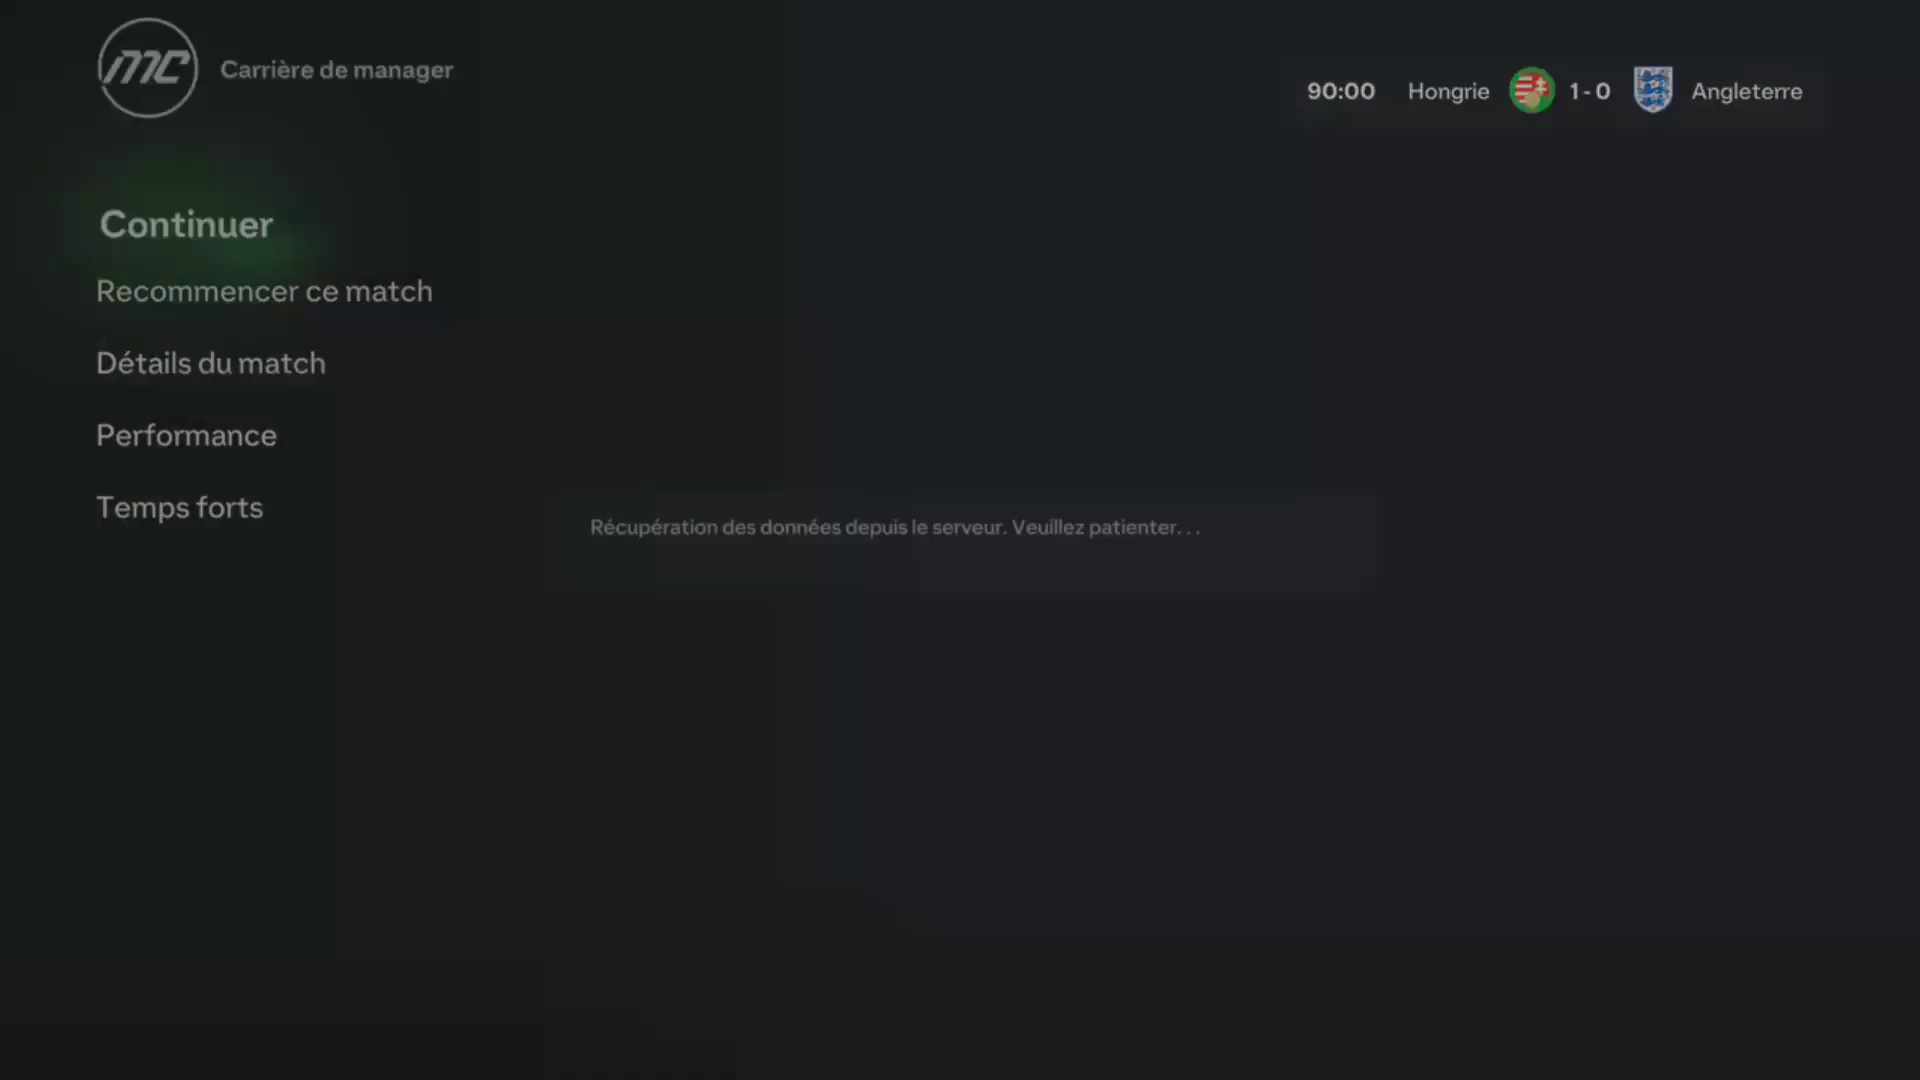 MC Carrière de manager
90:00 Hongrie 1-0 Angleterre
Continuer
Recommencer ce match
Détails du match
Performance
Temps forts
Récupération des données depuis le serveur. Veuillez patienter...